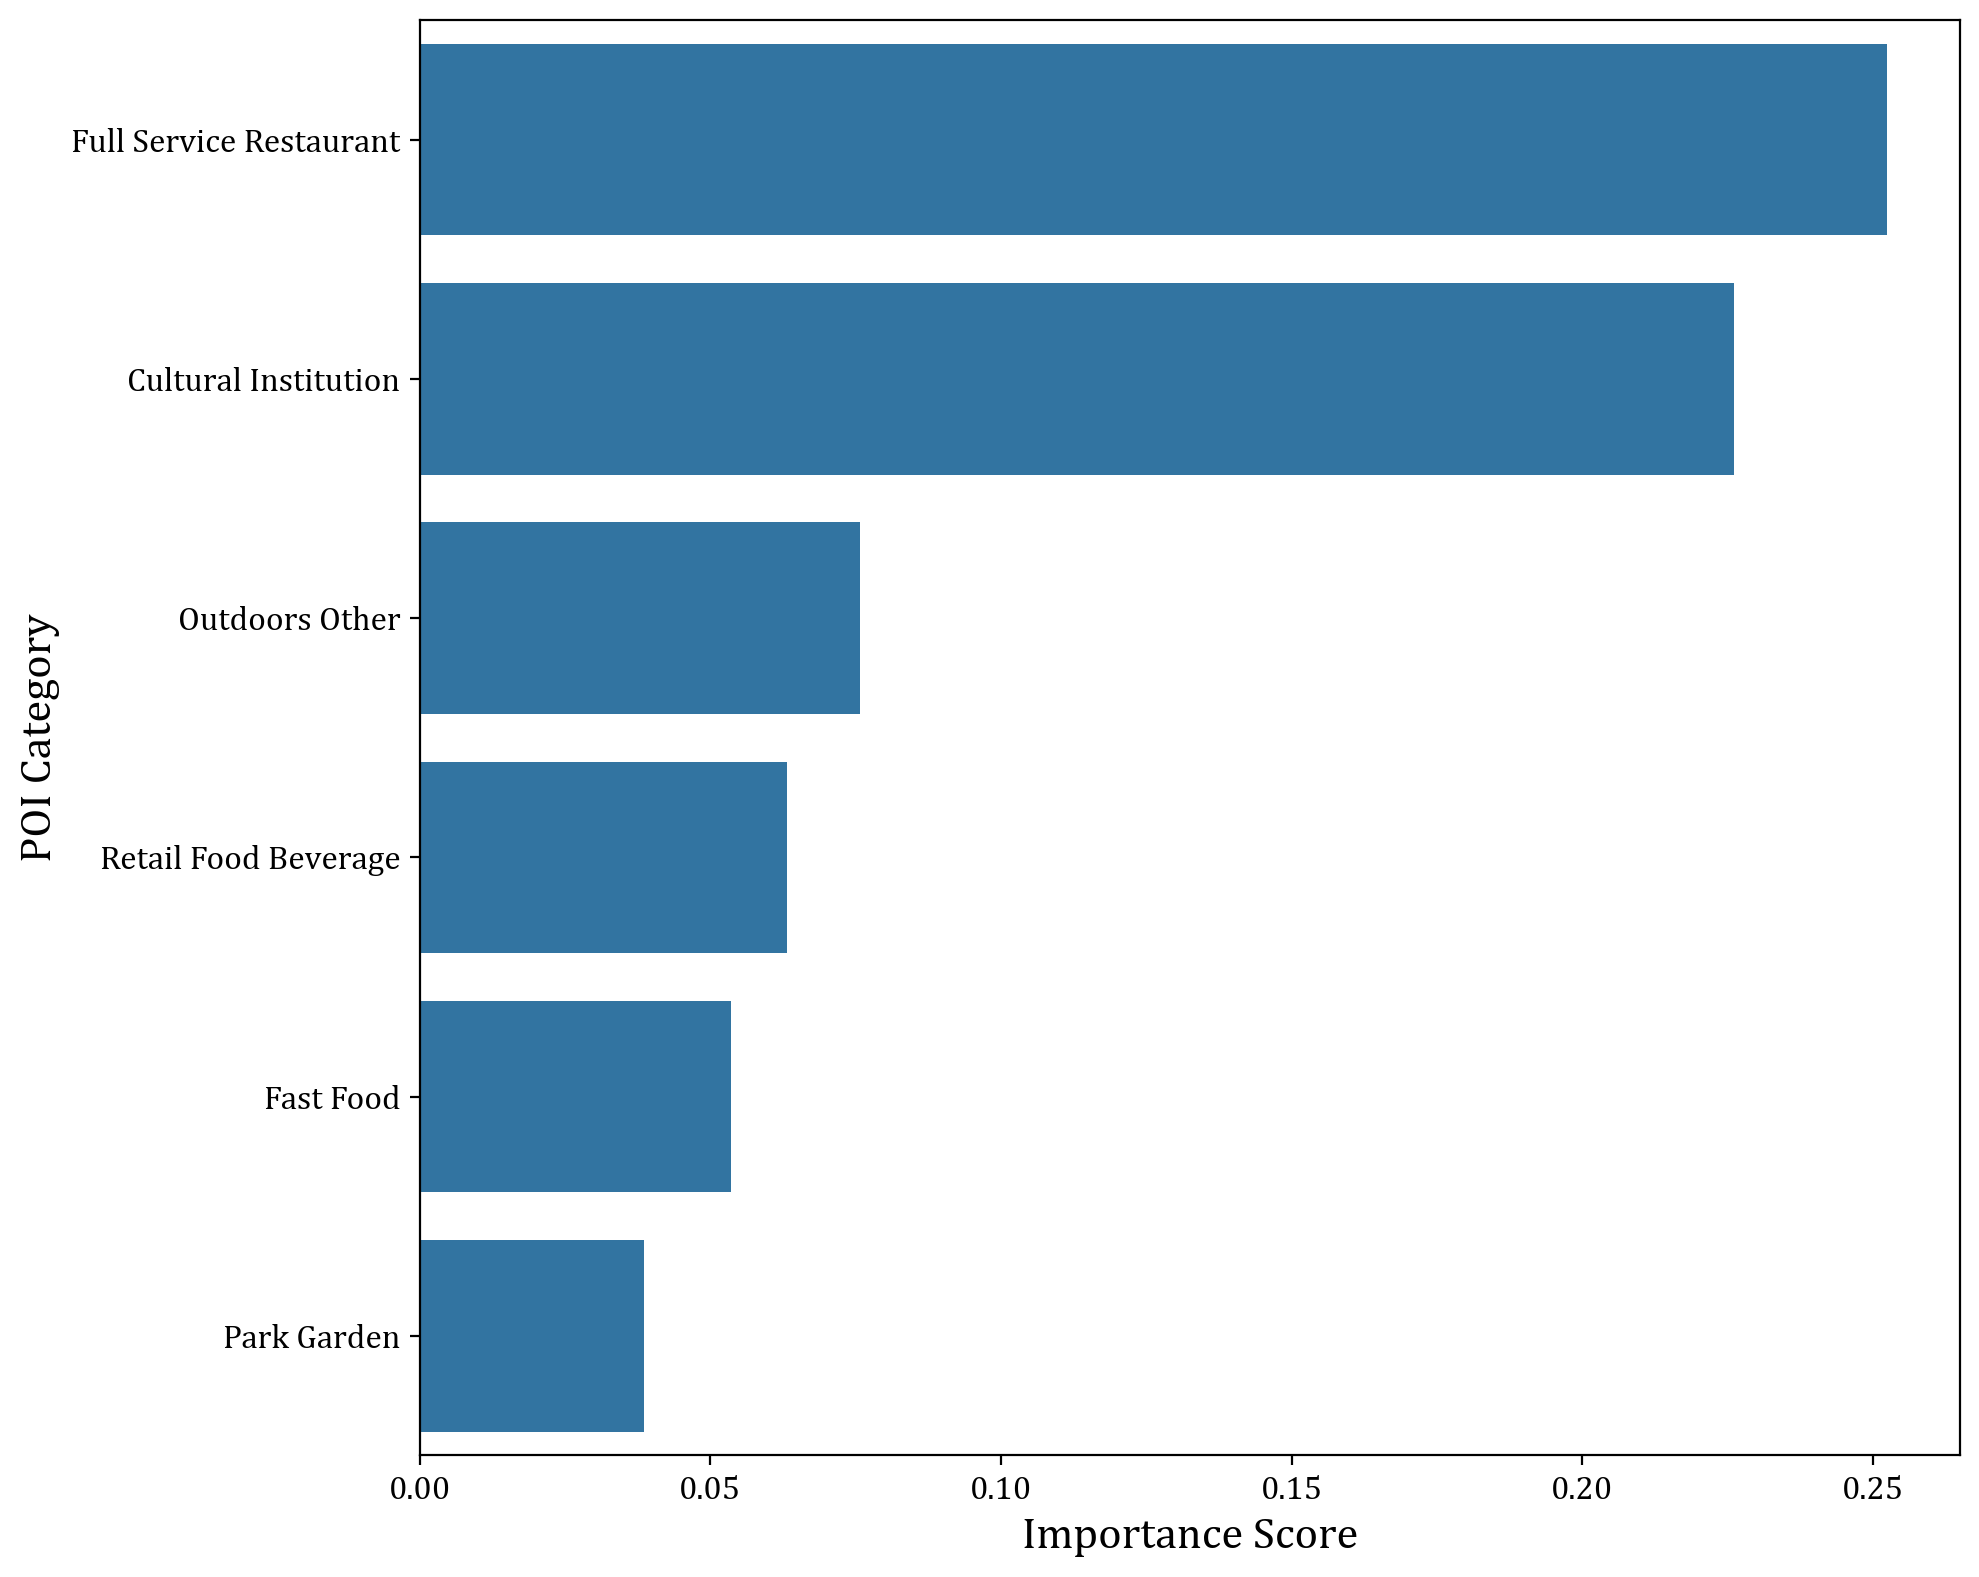 Full Service Restaurant
Cultural Institution
Outdoors Other
Retail Food Beverage
Fast Food
Park Garden
POI Category
0.00 0.05 0.10 0.15 0.20 0.25
Importance Score